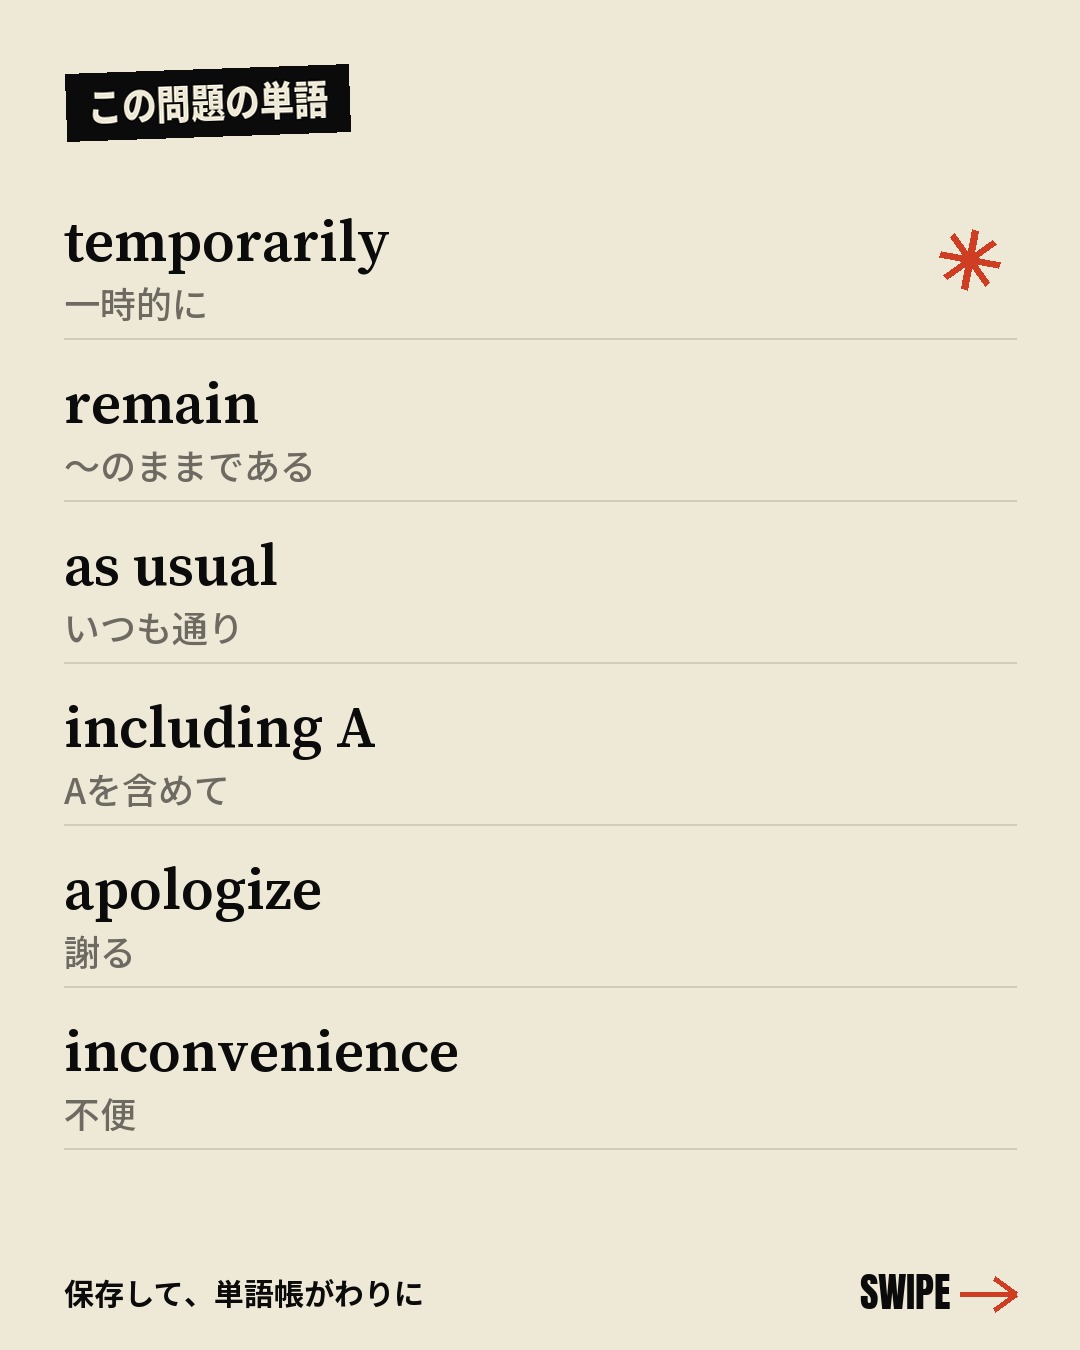 この問題の単語
temporarily
一時的に
remain
〜のままである
as usual
いつも通り
including A
Aを含めて
apologize
謝る
inconvenience
不便
保存して、単語帳がわりに
SWIPE